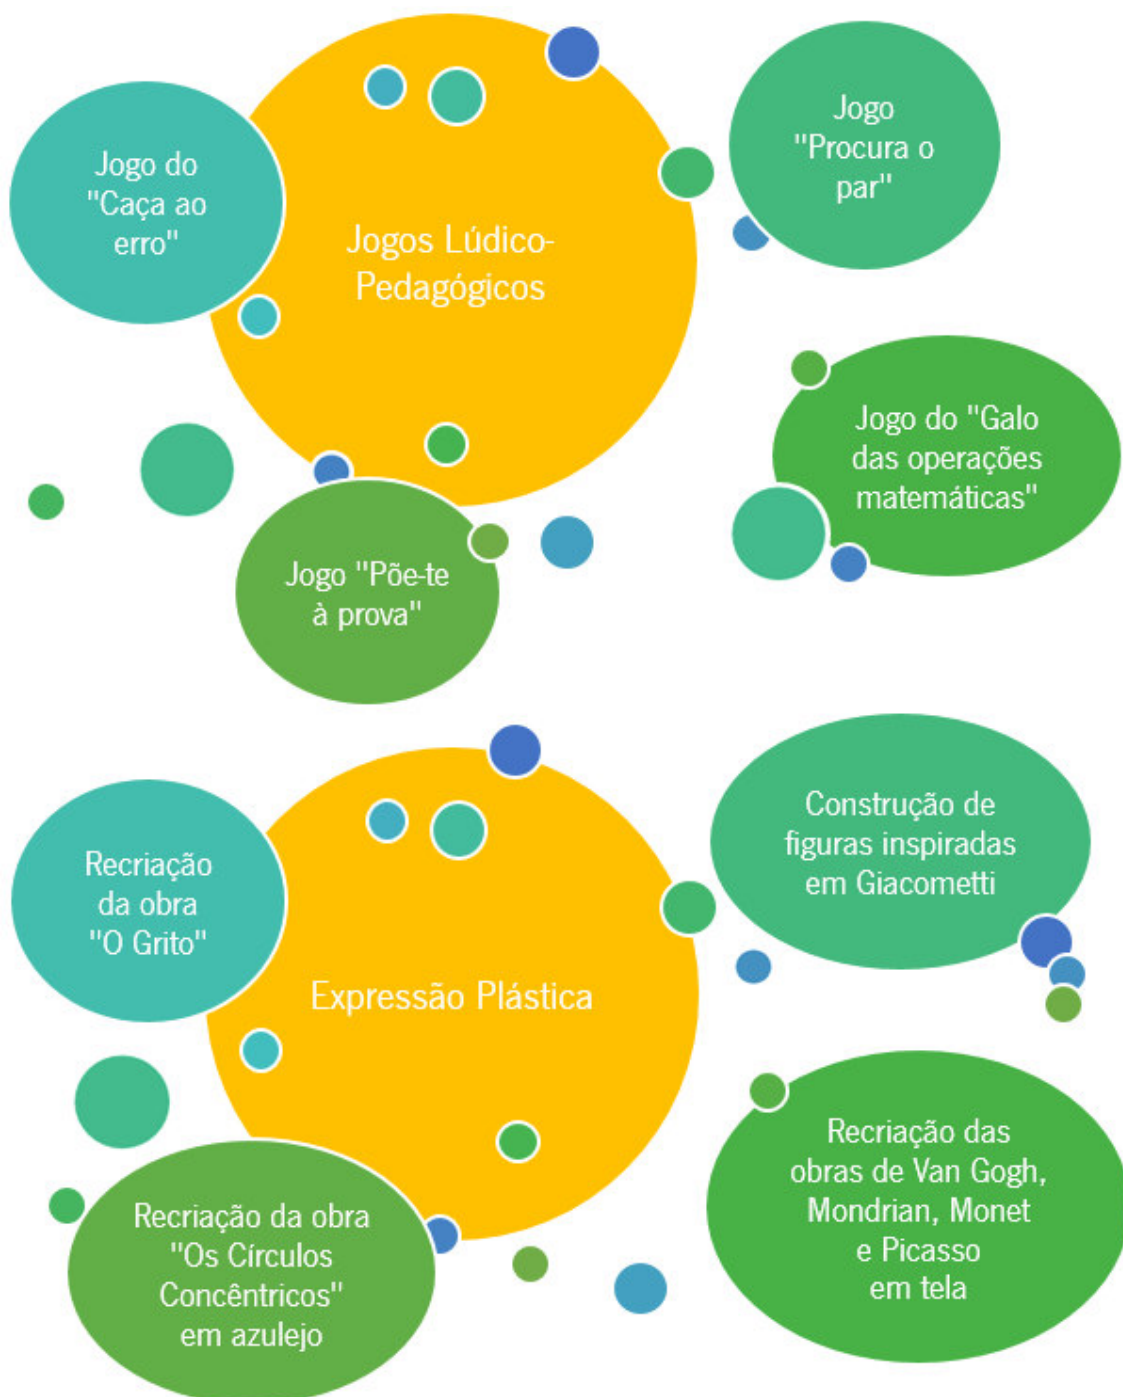 Jogos Lúdico-
Pedagógicos
Jogo do
"Caça ao
erro"
Jogo
"Procura o
par"
Jogo do "Galo
das operações
matemáticas"
Jogo "Põe-te
à prova"
Expressão Plástica
Recriação
da obra
"O Grito"
Construção de
figuras inspiradas
em Giacometti
Recriação das
obras de Van Gogh,
Mondrian, Monet
e Picasso
em tela
Recriação da obra
"Os Círculos
Concêntricos"
em azulejo